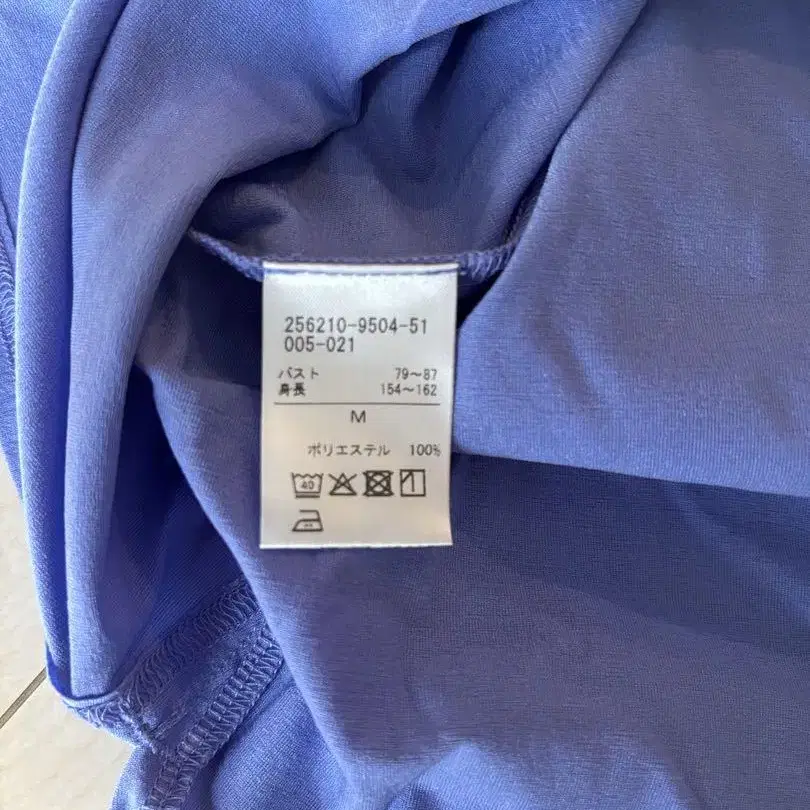 256210-9504-51
005-021
バスト 79〜87
身長 154〜162
M
ポリエステル 100%
40